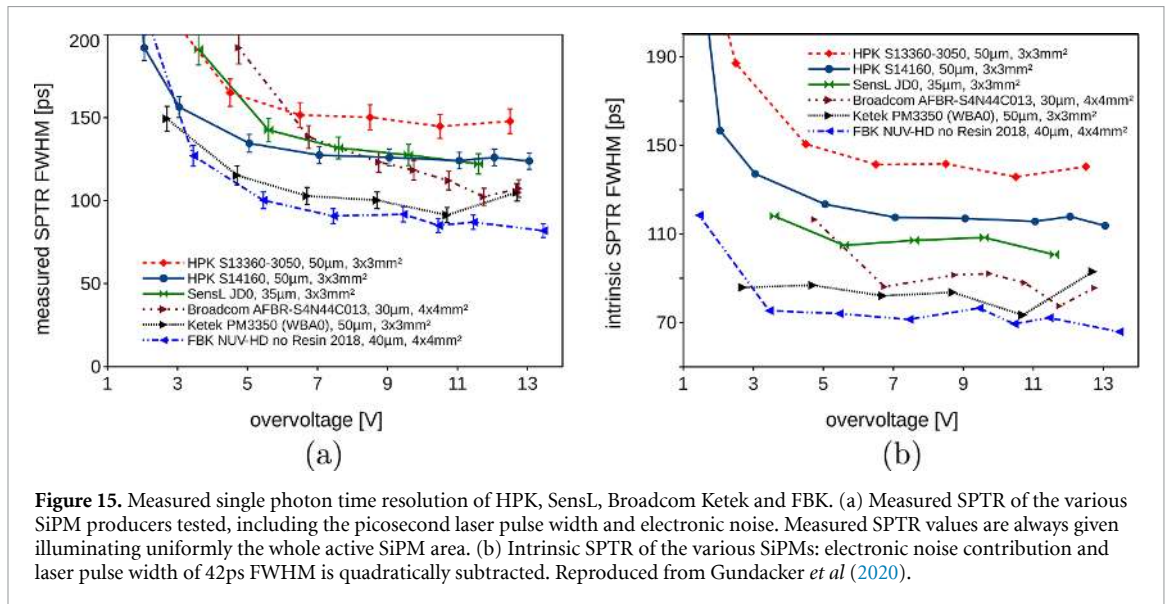 200
150
100
50
0
measured SPTR FWHM [ps]
HPK S13360-3050, 50µm, 3x3mm²
HPK S14160, 50µm, 3x3mm²
SensL JD0, 35µm, 3x3mm²
Broadcom AFBR-S4N44C013, 30µm, 4x4mm²
Ketek PM3350 (WBA0), 50µm, 3x3mm²
FBK NUV-HD no Resin 2018, 40µm, 4x4mm²
1 3 5 7 9 11 13
overvoltage [V]
(a)
190
150
110
70
intrinsic SPTR FWHM [ps]
HPK S13360-3050, 50µm, 3x3mm²
HPK S14160, 50µm, 3x3mm²
SensL JD0, 35µm, 3x3mm²
Broadcom AFBR-S4N44C013, 30µm, 4x4mm²
Ketek PM3350 (WBA0), 50µm, 3x3mm²
FBK NUV-HD no Resin 2018, 40µm, 4x4mm²
1 3 5 7 9 11 13
overvoltage [V]
(b)
Figure 15. Measured single photon time resolution of HPK, SensL, Broadcom Ketek and FBK. (a) Measured SPTR of the various
SiPM producers tested, including the picosecond laser pulse width and electronic noise. Measured SPTR values are always given
illuminating uniformly the whole active SiPM area. (b) Intrinsic SPTR of the various SiPMs: electronic noise contribution and
laser pulse width of 42ps FWHM is quadratically subtracted. Reproduced from Gundacker et al (2020).